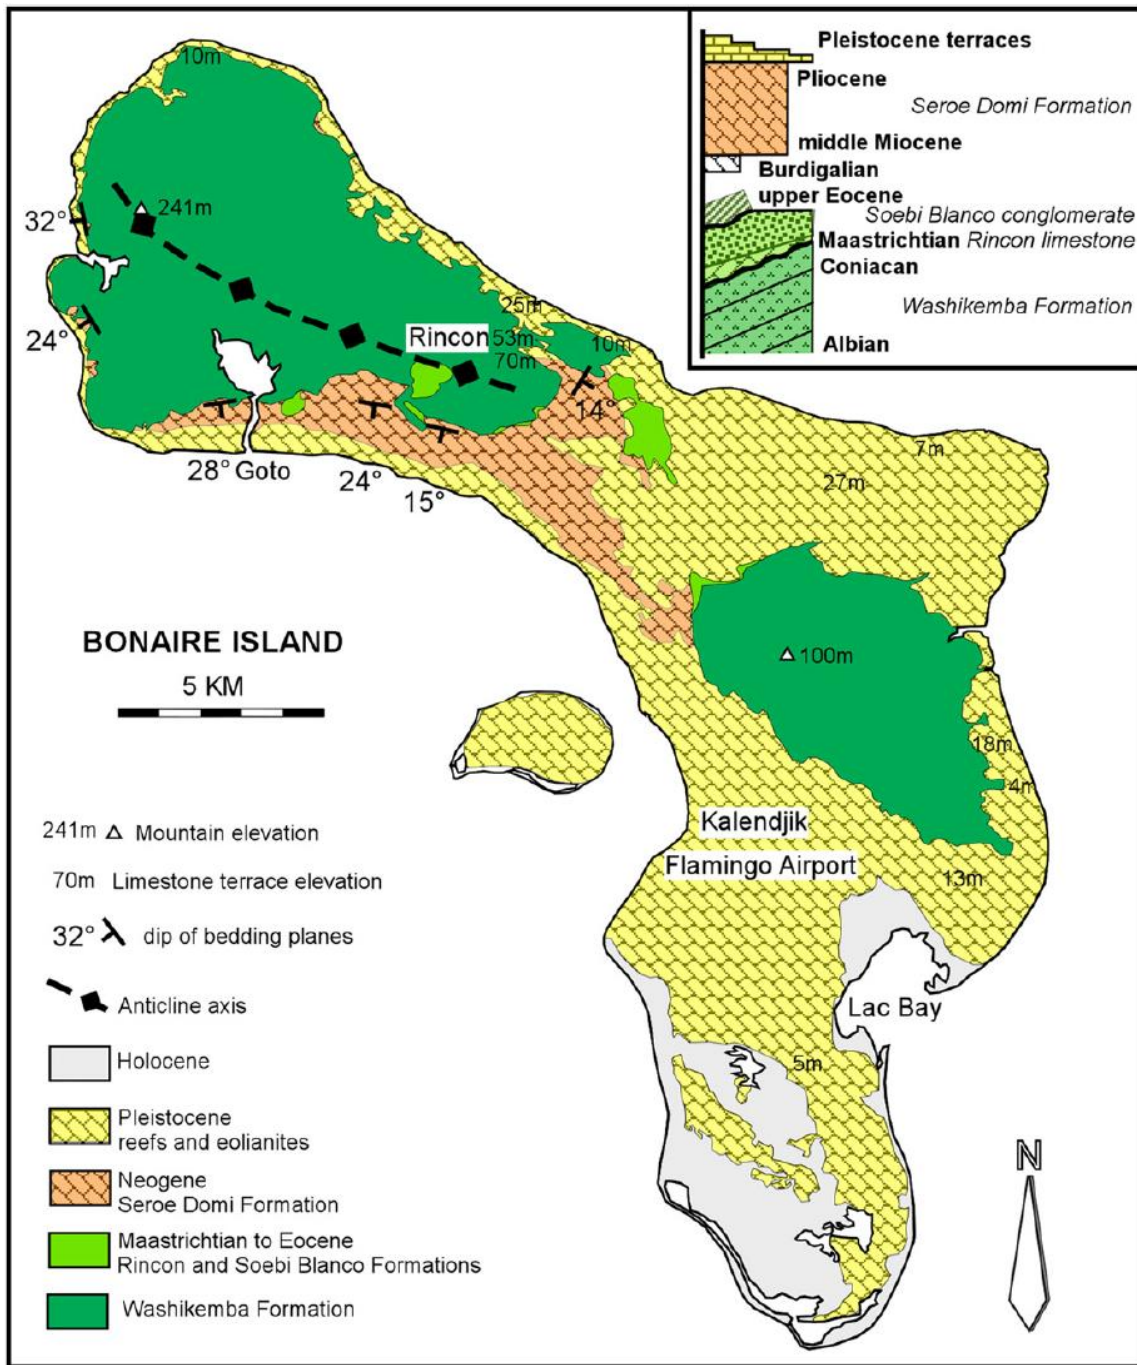 Pleistocene terraces
Pliocene
Seroe Domi Formation
middle Miocene
Burdigalian
upper Eocene
Soebi Blanco conglomerate
Maastrichtian Rincon limestone
Coniacan
Washikemba Formation
Albian
10m
32°
241m
24°
25m
Rincon
53m
10m
70m
14°
28° Goto
24°
15°
7m
27m
100m
18m
4m
Kalendjik
Flamingo Airport
13m
Lac Bay
5m
BONAIRE ISLAND
5 KM
241m Mountain elevation
70m Limestone terrace elevation
32° dip of bedding planes
Anticline axis
Holocene
Pleistocene
reefs and eolianites
Neogene
Seroe Domi Formation
Maastrichtian to Eocene
Rincon and Soebi Blanco Formations
Washikemba Formation
N